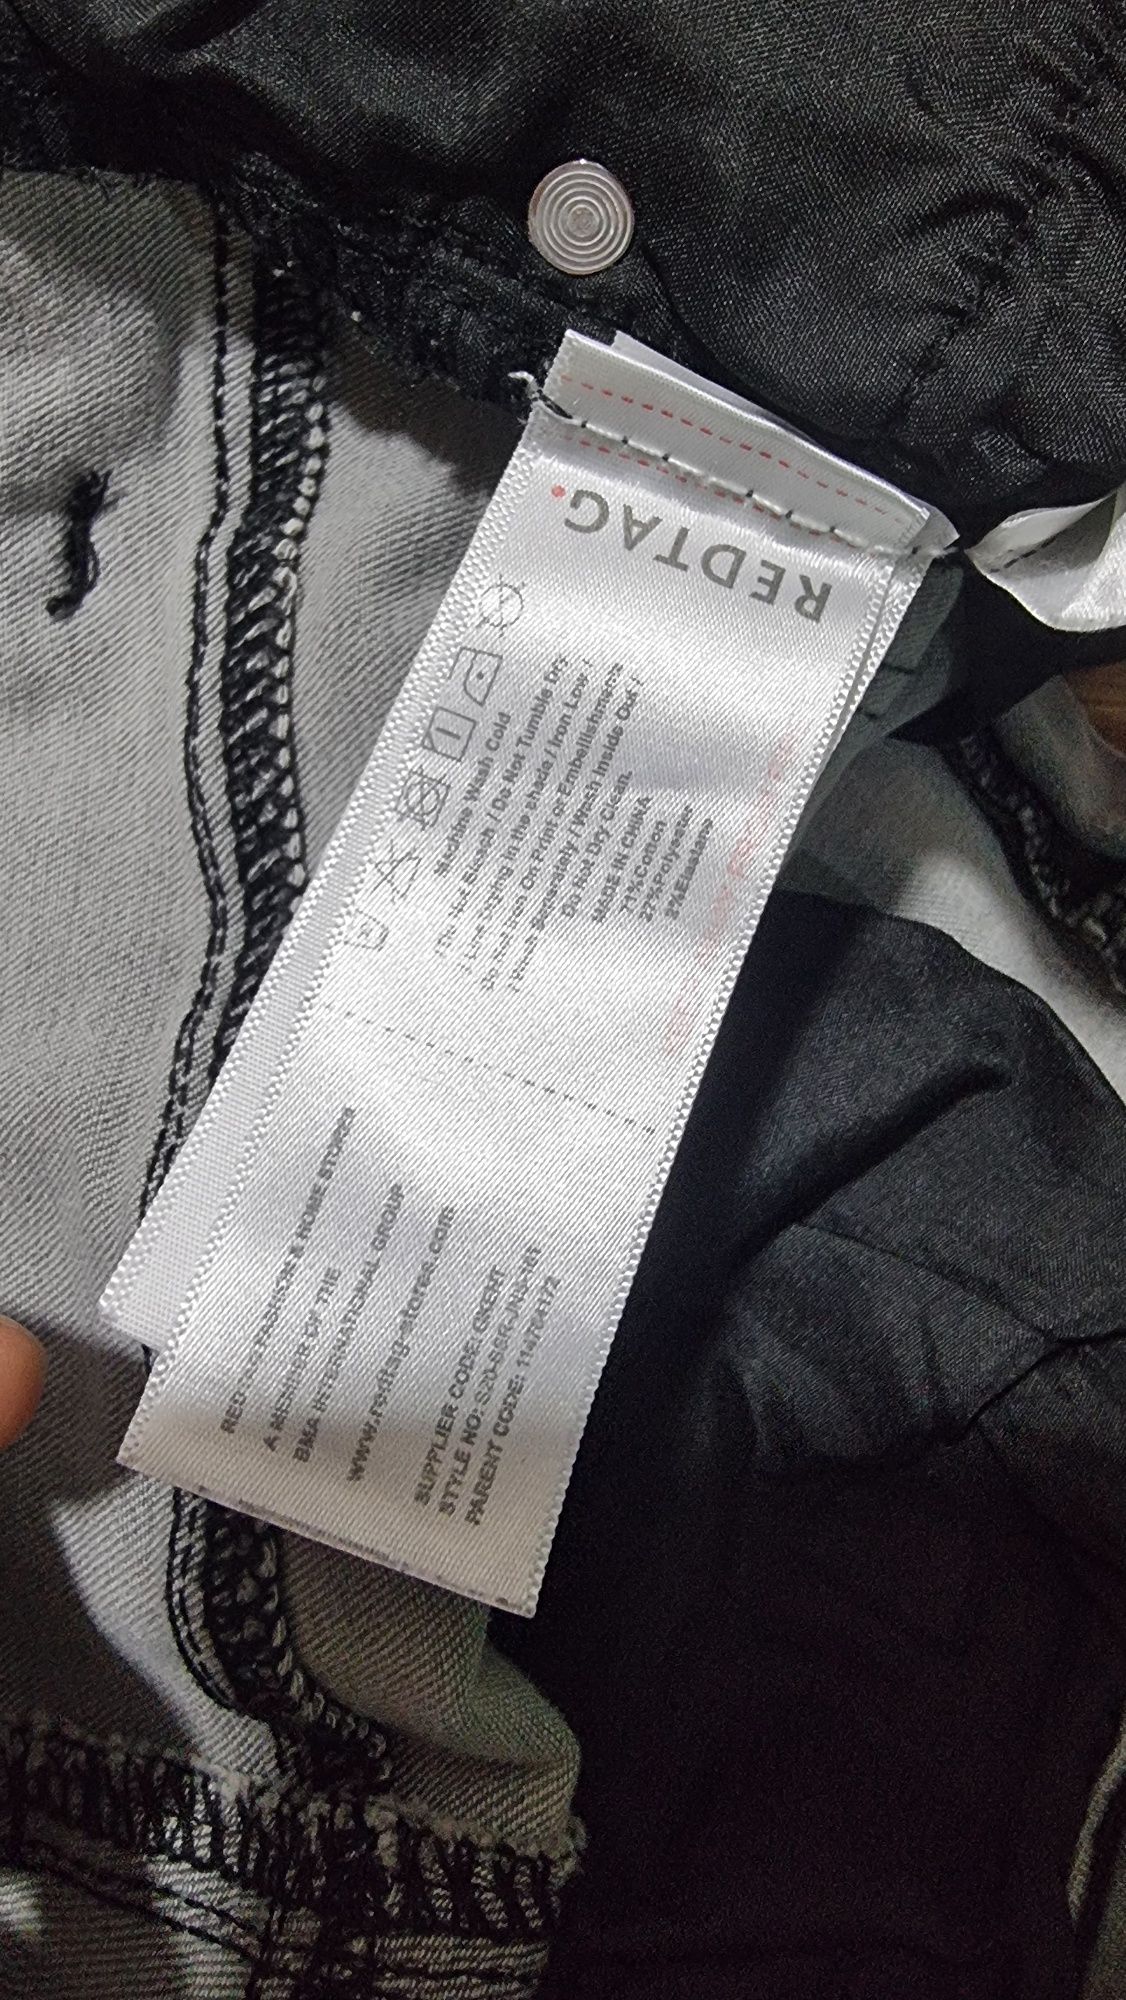 REDTAG.
Machine Wash Cold
/ Do Not Bleach / Do Not Tumble Dry
/ Line Drying in the shade / Iron Low /
Do Not Iron On Print or Embellishments
/ Wash Separately / Wash Inside Out /
Do Not Dry Clean.
MADE IN CHINA
71%Cotton
27%Polyester
2%Elastane
FASHION & HOME STORES
A MEMBER OF THE
BMA INTERNATIONAL GROUP
www.redtag-stores.com
SUPPLIER CODE:
STYLE NO:
PARENT CODE: